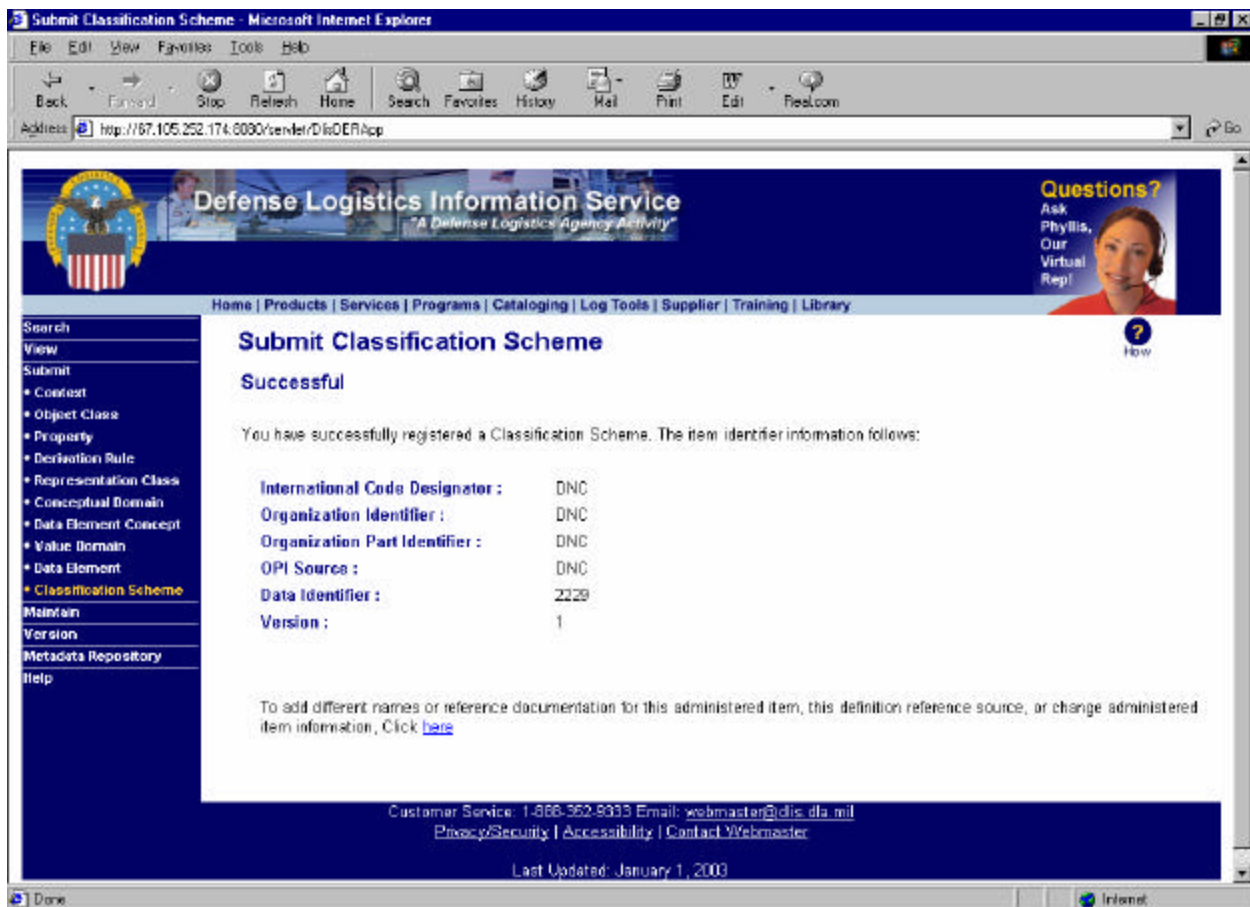 Submit Classification Scheme - Microsoft Internet Explorer
File Edit View Favorites Tools Help
Back Forward Stop Refresh Home Search Favorites History Mail Print Edit Real.com
Address http://67.105.252.174:8080/servlet/DlisDERApp Go
Defense Logistics Information Service
"A Defense Logistics Agency Activity"
Questions?
Ask
Phyllis,
Our
Virtual
Rep!
Home | Products | Services | Programs | Cataloging | Log Tools | Supplier | Training | Library
Search
View
Submit
• Context
• Object Class
• Property
• Derivation Rule
• Representation Class
• Conceptual Domain
• Data Element Concept
• Value Domain
• Data Element
• Classification Scheme
Maintain
Version
Metadata Repository
Help
Submit Classification Scheme
?
How
Successful
You have successfully registered a Classification Scheme. The item identifier information follows:
International Code Designator : DNC
Organization Identifier : DNC
Organization Part Identifier : DNC
OPI Source : DNC
Data Identifier : 2229
Version : 1
To add different names or reference documentation for this administered item, this definition reference source, or change administered
item information, Click here
Customer Service: 1-888-352-9333 Email: webmaster@dlis.dla.mil
Privacy/Security | Accessibility | Contact Webmaster
Last Updated: January 1, 2003
Done Internet